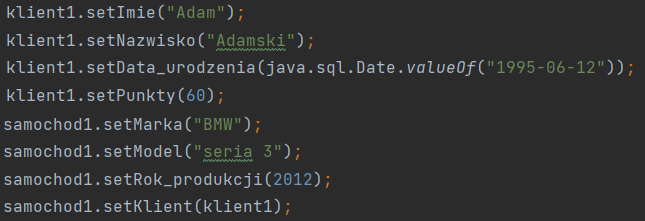 klient1.setImie("Adam");
klient1.setNazwisko("Adamski");
klient1.setData_urodzenia(java.sql.Date.valueOf("1995-06-12"));
klient1.setPunkty(60);
samochod1.setMarka("BMW");
samochod1.setModel("seria 3");
samochod1.setRok_produkcji(2012);
samochod1.setKlient(klient1);